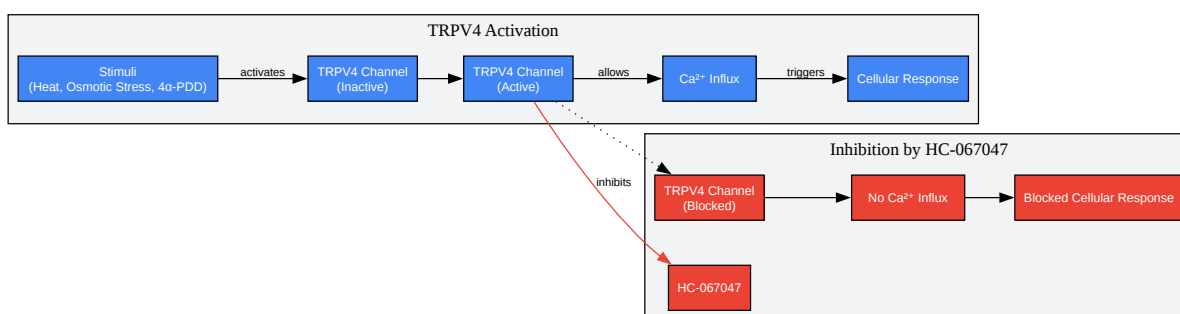 TRPV4 Activation
Stimuli
(Heat, Osmotic Stress, 4α-PDD)
activates
TRPV4 Channel
(Inactive)
TRPV4 Channel
(Active)
allows
Ca²⁺ Influx
triggers
Cellular Response
Inhibition by HC-067047
inhibits
TRPV4 Channel
(Blocked)
No Ca²⁺ Influx
Blocked Cellular Response
HC-067047